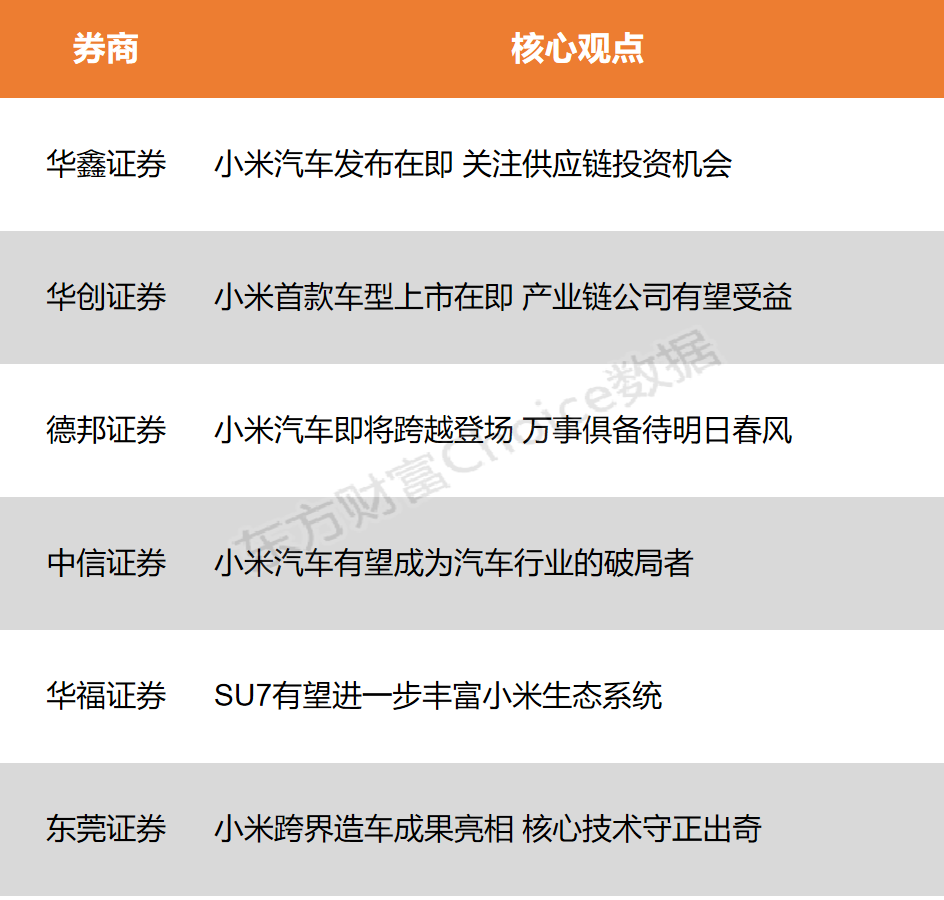 券商 核心观点
华鑫证券 小米汽车发布在即 关注供应链投资机会
华创证券 小米首款车型上市在即 产业链公司有望受益
德邦证券 小米汽车即将跨越登场 万事俱备待明日春风
中信证券 小米汽车有望成为汽车行业的破局者
华福证券 SU7有望进一步丰富小米生态系统
东莞证券 小米跨界造车成果亮相 核心技术守正出奇
东方财富Choice数据